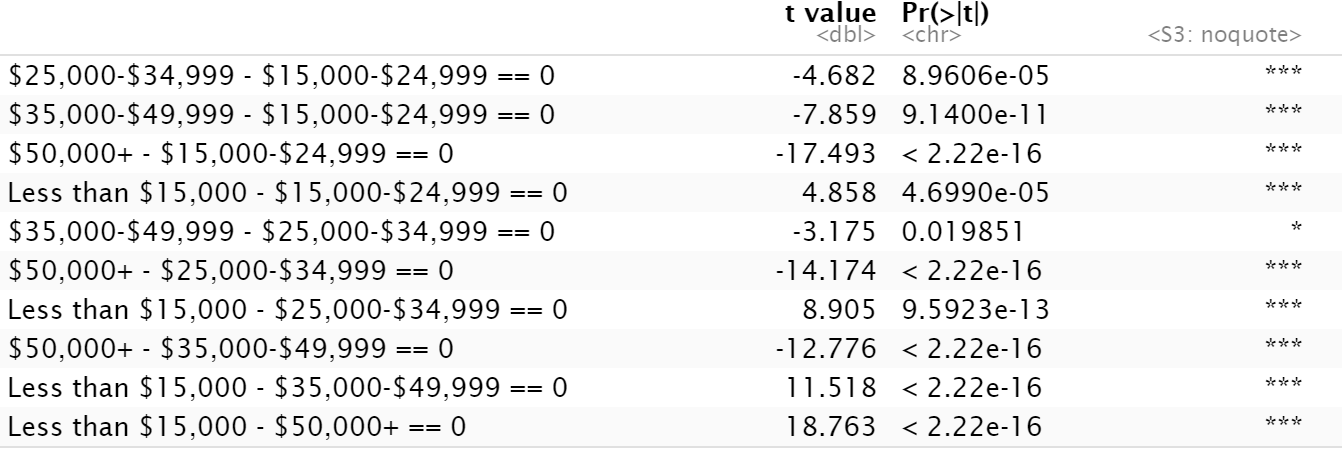 t value Pr(>|t|)
<dbl> <chr> <S3: noquote>
$25,000-$34,999 - $15,000-$24,999 == 0 -4.682 8.9606e-05 ***
$35,000-$49,999 - $15,000-$24,999 == 0 -7.859 9.1400e-11 ***
$50,000+ - $15,000-$24,999 == 0 -17.493 < 2.22e-16 ***
Less than $15,000 - $15,000-$24,999 == 0 4.858 4.6990e-05 ***
$35,000-$49,999 - $25,000-$34,999 == 0 -3.175 0.019851 *
$50,000+ - $25,000-$34,999 == 0 -14.174 < 2.22e-16 ***
Less than $15,000 - $25,000-$34,999 == 0 8.905 9.5923e-13 ***
$50,000+ - $35,000-$49,999 == 0 -12.776 < 2.22e-16 ***
Less than $15,000 - $35,000-$49,999 == 0 11.518 < 2.22e-16 ***
Less than $15,000 - $50,000+ == 0 18.763 < 2.22e-16 ***